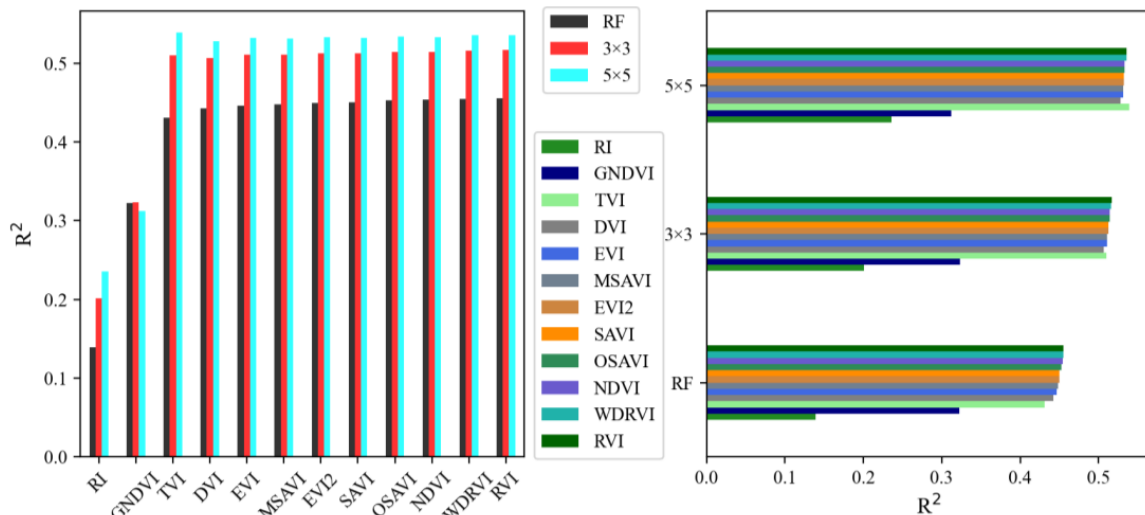 0.5
0.4
0.3
0.2
0.1
0.0
R²
RI
GNDVI
TVI
DVI
EVI
MSAVI
EVI2
SAVI
OSAVI
NDVI
WDRVI
RVI
RF
3×3
5×5
RI
GNDVI
TVI
DVI
EVI
MSAVI
EVI2
SAVI
OSAVI
NDVI
WDRVI
RVI
5×5
3×3
RF
0.0 0.1 0.2 0.3 0.4 0.5
R²